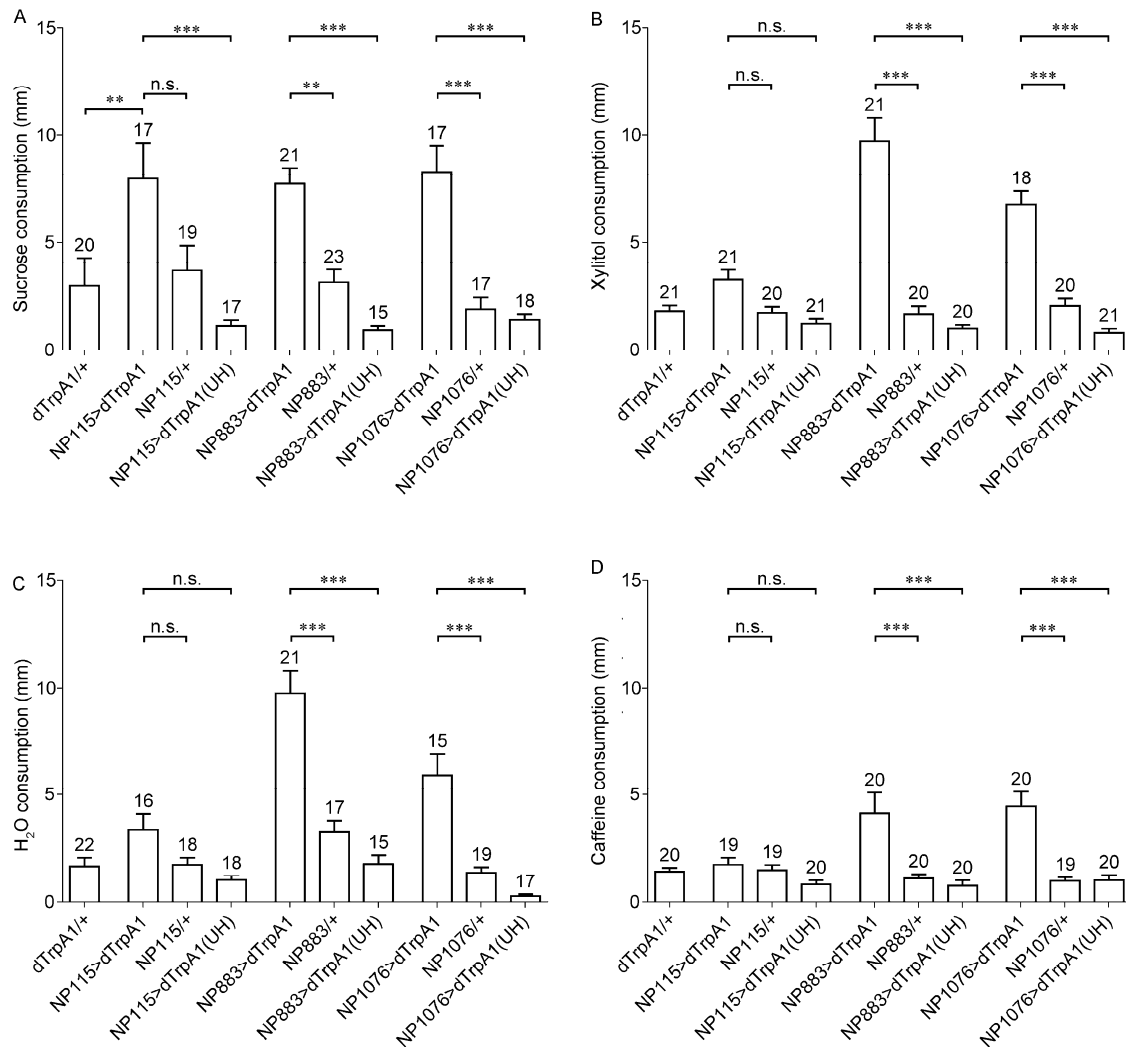 A
Sucrose consumption (mm)
15
10
5
0
***
***
***
n.s.
**
***
**
20
17
19
17
21
23
15
17
17
18
dTrpA1/+
NP115>dTrpA1
NP115/+
NP115>dTrpA1(UH)
NP883>dTrpA1
NP883/+
NP883>dTrpA1(UH)
NP1076>dTrpA1
NP1076/+
NP1076>dTrpA1(UH)
B
Xylitol consumption (mm)
15
10
5
0
n.s.
***
***
n.s.
***
***
21
21
20
21
21
20
20
18
20
21
dTrpA1/+
NP115>dTrpA1
NP115/+
NP115>dTrpA1(UH)
NP883>dTrpA1
NP883/+
NP883>dTrpA1(UH)
NP1076>dTrpA1
NP1076/+
NP1076>dTrpA1(UH)
C
H2O consumption (mm)
15
10
5
0
n.s.
***
***
n.s.
***
***
22
16
18
18
21
17
15
15
19
17
dTrpA1/+
NP115>dTrpA1
NP115/+
NP115>dTrpA1(UH)
NP883>dTrpA1
NP883/+
NP883>dTrpA1(UH)
NP1076>dTrpA1
NP1076/+
NP1076>dTrpA1(UH)
D
Caffeine consumption (mm)
15
10
5
0
n.s.
***
***
n.s.
***
***
20
19
19
20
20
20
20
20
19
20
dTrpA1/+
NP115>dTrpA1
NP115/+
NP115>dTrpA1(UH)
NP883>dTrpA1
NP883/+
NP883>dTrpA1(UH)
NP1076>dTrpA1
NP1076/+
NP1076>dTrpA1(UH)